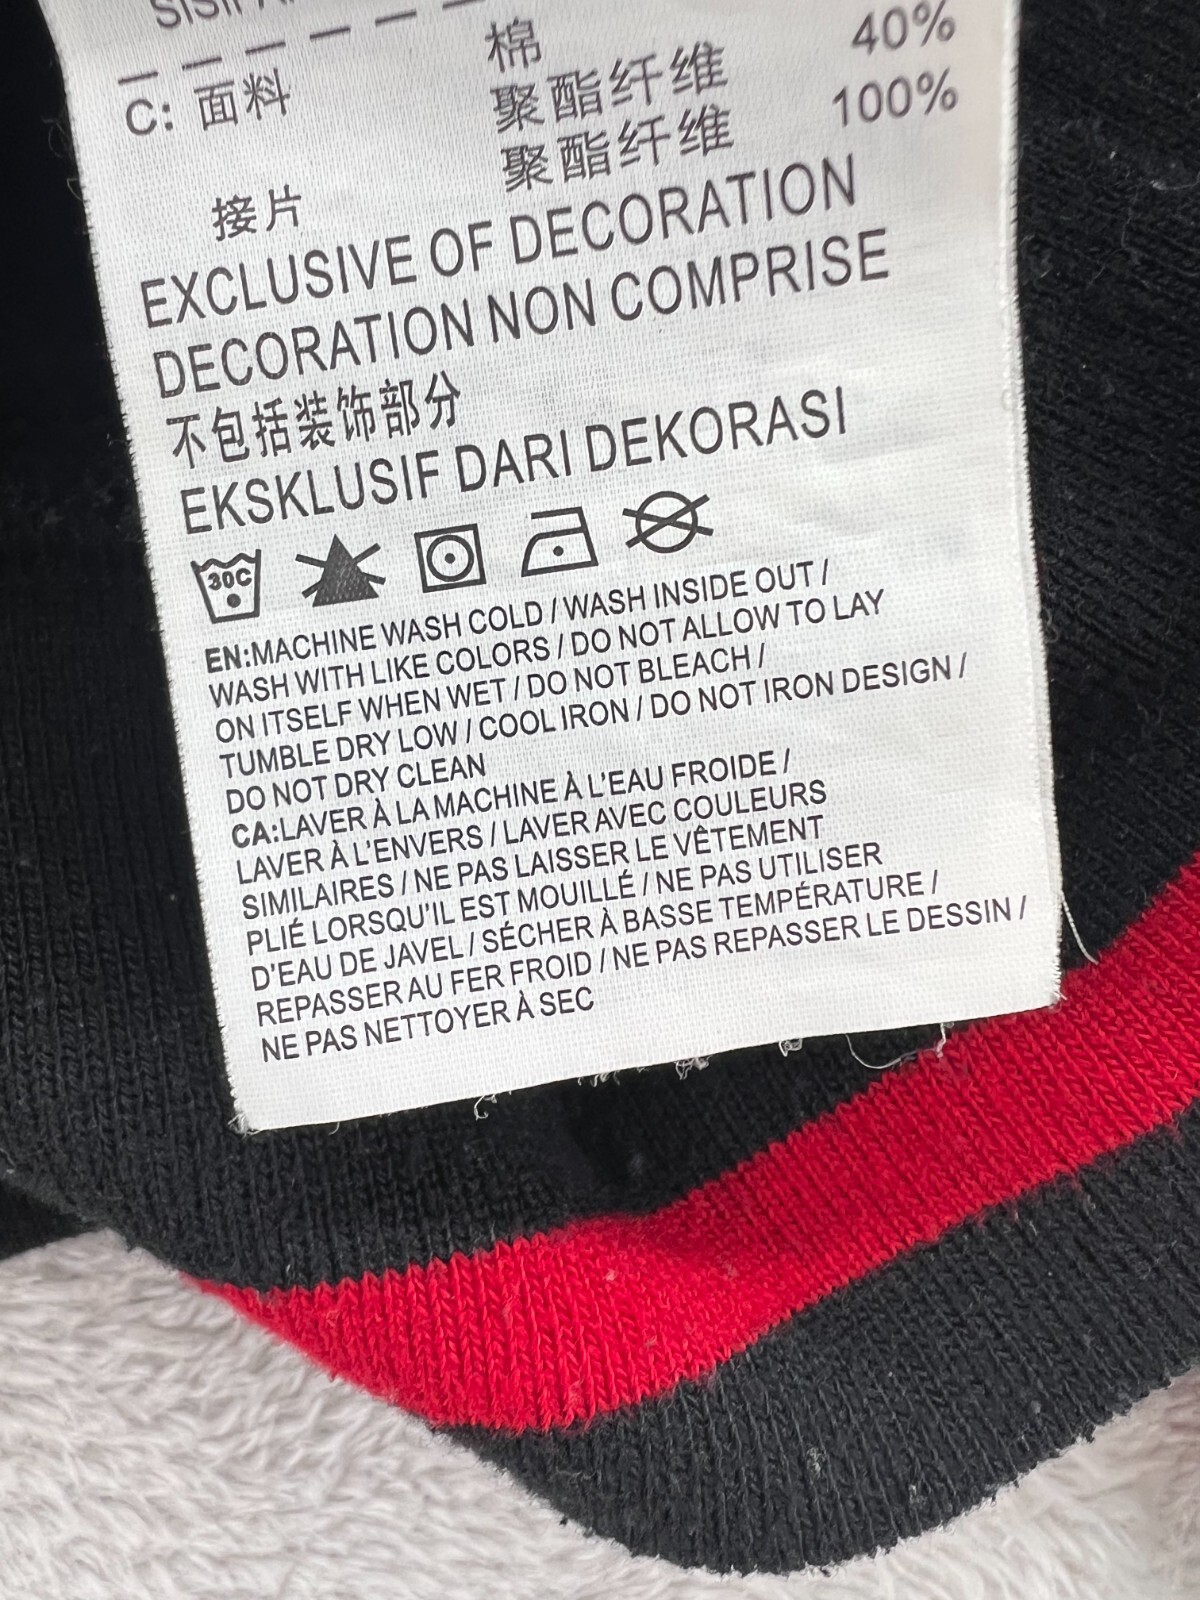 C: 面料 棉 40%
聚酯纤维 100%
接片 聚酯纤维
EXCLUSIVE OF DECORATION
DECORATION NON COMPRISE
不包括装饰部分
EKSKLUSIF DARI DEKORASI
30C
EN:MACHINE WASH COLD / WASH INSIDE OUT /
WASH WITH LIKE COLORS / DO NOT ALLOW TO LAY
ON ITSELF WHEN WET / DO NOT BLEACH /
TUMBLE DRY LOW / COOL IRON / DO NOT IRON DESIGN /
DO NOT DRY CLEAN
CA:LAVER À LA MACHINE À L'EAU FROIDE /
LAVER À L'ENVERS / LAVER AVEC COULEURS
SIMILAIRES / NE PAS LAISSER LE VÊTEMENT
PLIÉ LORSQU'IL EST MOUILLÉ / NE PAS UTILISER
D'EAU DE JAVEL / SÉCHER À BASSE TEMPÉRATURE /
REPASSER AU FER FROID / NE PAS REPASSER LE DESSIN /
NE PAS NETTOYER À SEC